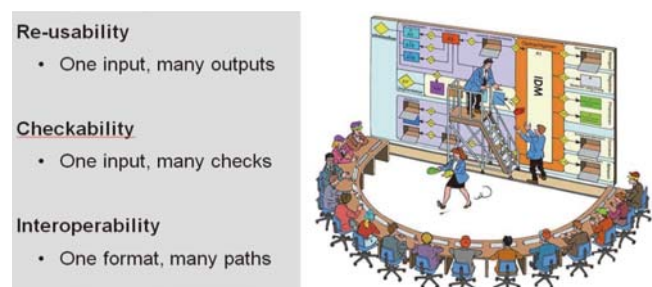 Re-usability
• One input, many outputs
Checkability
• One input, many checks
Interoperability
• One format, many paths
IDM